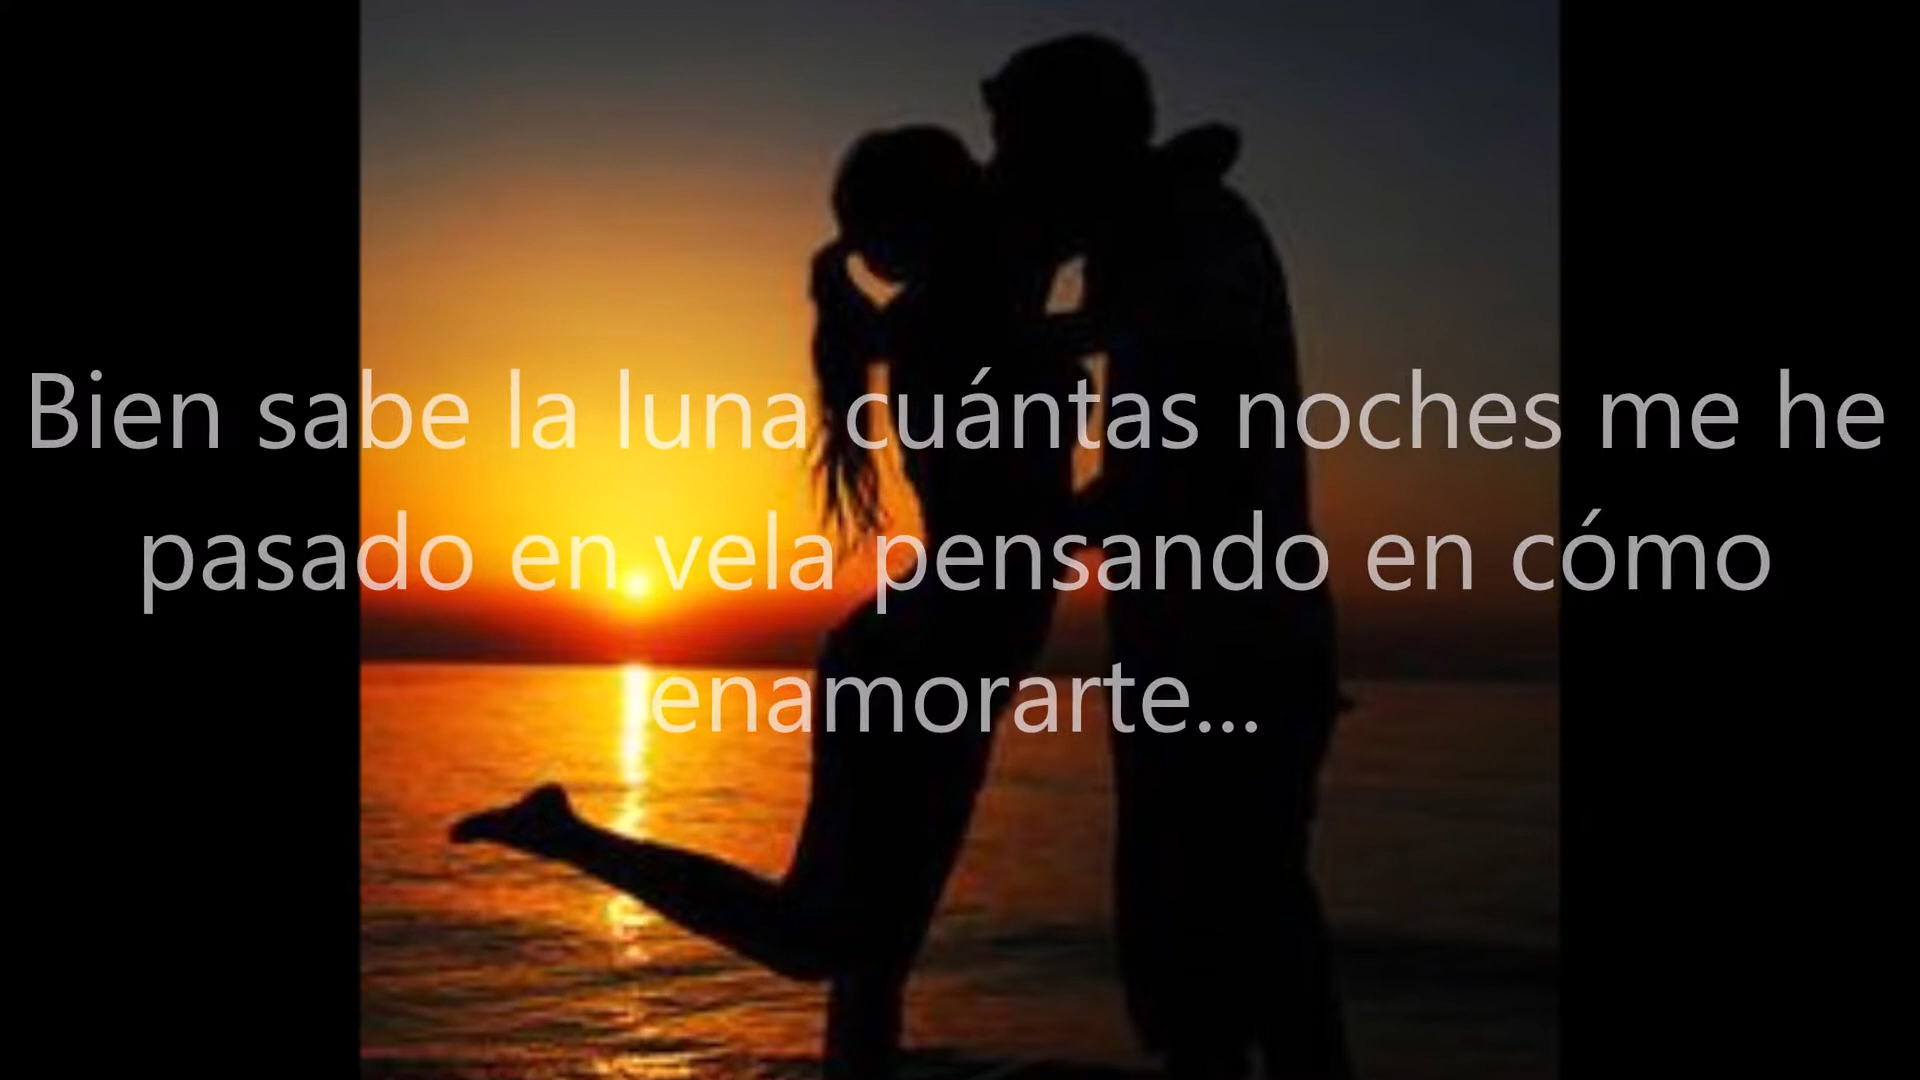 Bien sabe la luna cuántas noches me he
pasado en vela pensando en cómo
enamorarte...